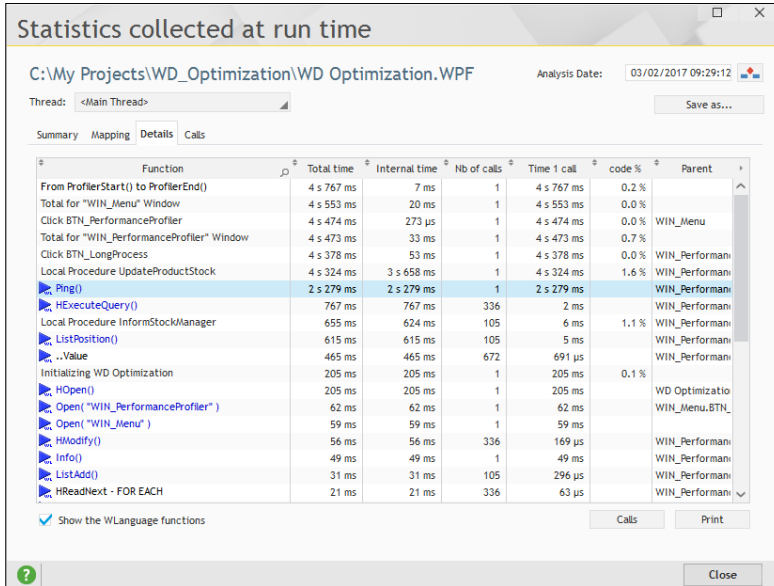 Statistics collected at run time
C:\My Projects\WD_Optimization\WD Optimization.WPF Analysis Date: 03/02/2017 09:29:12
Thread: <Main Thread> Save as...
Summary Mapping Details Calls
Function Total time Internal time Nb of calls Time 1 call code % Parent
From ProfilerStart() to ProfilerEnd() 4 s 767 ms 7 ms 1 4 s 767 ms 0.2 %
Total for "WIN_Menu" Window 4 s 553 ms 20 ms 1 4 s 553 ms 0.0 %
Click BTN_PerformanceProfiler 4 s 474 ms 273 µs 1 4 s 474 ms 0.0 % WIN_Menu
Total for "WIN_PerformanceProfiler" Window 4 s 473 ms 33 ms 1 4 s 473 ms 0.7 %
Click BTN_LongProcess 4 s 378 ms 53 ms 1 4 s 378 ms 0.0 % WIN_Performan
Local Procedure UpdateProductStock 4 s 324 ms 3 s 658 ms 1 4 s 324 ms 1.6 % WIN_Performan
Ping() 2 s 279 ms 2 s 279 ms 1 2 s 279 ms WIN_Performan
HExecuteQuery() 767 ms 767 ms 336 2 ms WIN_Performan
Local Procedure InformStockManager 655 ms 624 ms 105 6 ms 1.1 % WIN_Performan
ListPosition() 615 ms 615 ms 105 5 ms WIN_Performan
..Value 465 ms 465 ms 672 691 µs WIN_Performan
Initializing WD Optimization 205 ms 205 ms 1 205 ms 0.1 %
HOpen() 205 ms 205 ms 1 205 ms WD Optimizatio
Open( "WIN_PerformanceProfiler" ) 62 ms 62 ms 1 62 ms WIN_Menu.BTN_
Open( "WIN_Menu" ) 59 ms 59 ms 1 59 ms
HModify() 56 ms 56 ms 336 169 µs WIN_Performan
Info() 49 ms 49 ms 1 49 ms WIN_Performan
ListAdd() 31 ms 31 ms 105 296 µs WIN_Performan
HReadNext - FOR EACH 21 ms 21 ms 336 63 µs WIN_Performan
Show the WLanguage functions Calls Print
? Close